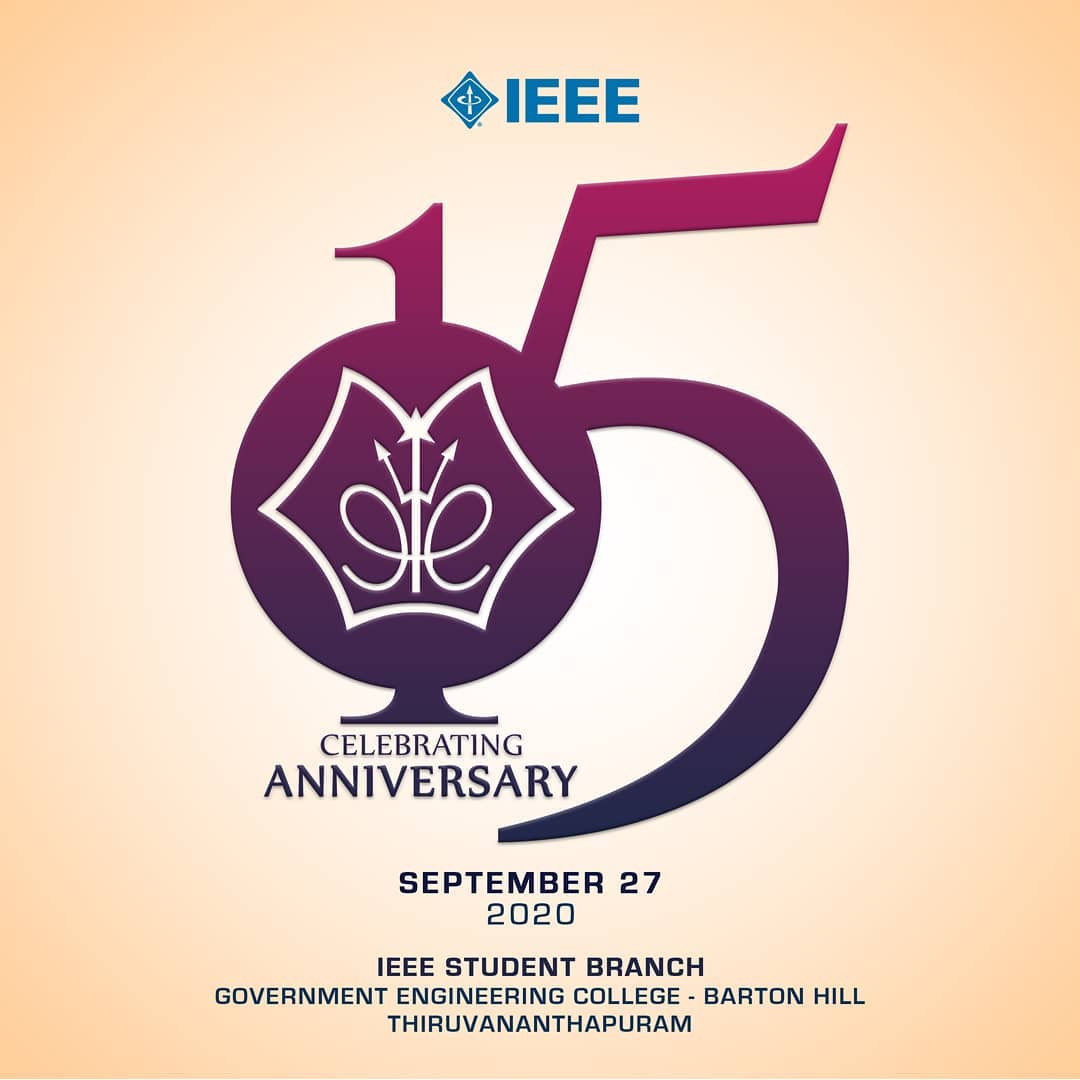 IEEE
15
CELEBRATING
ANNIVERSARY
SEPTEMBER 27
2020
IEEE STUDENT BRANCH
GOVERNMENT ENGINEERING COLLEGE - BARTON HILL
THIRUVANANTHAPURAM